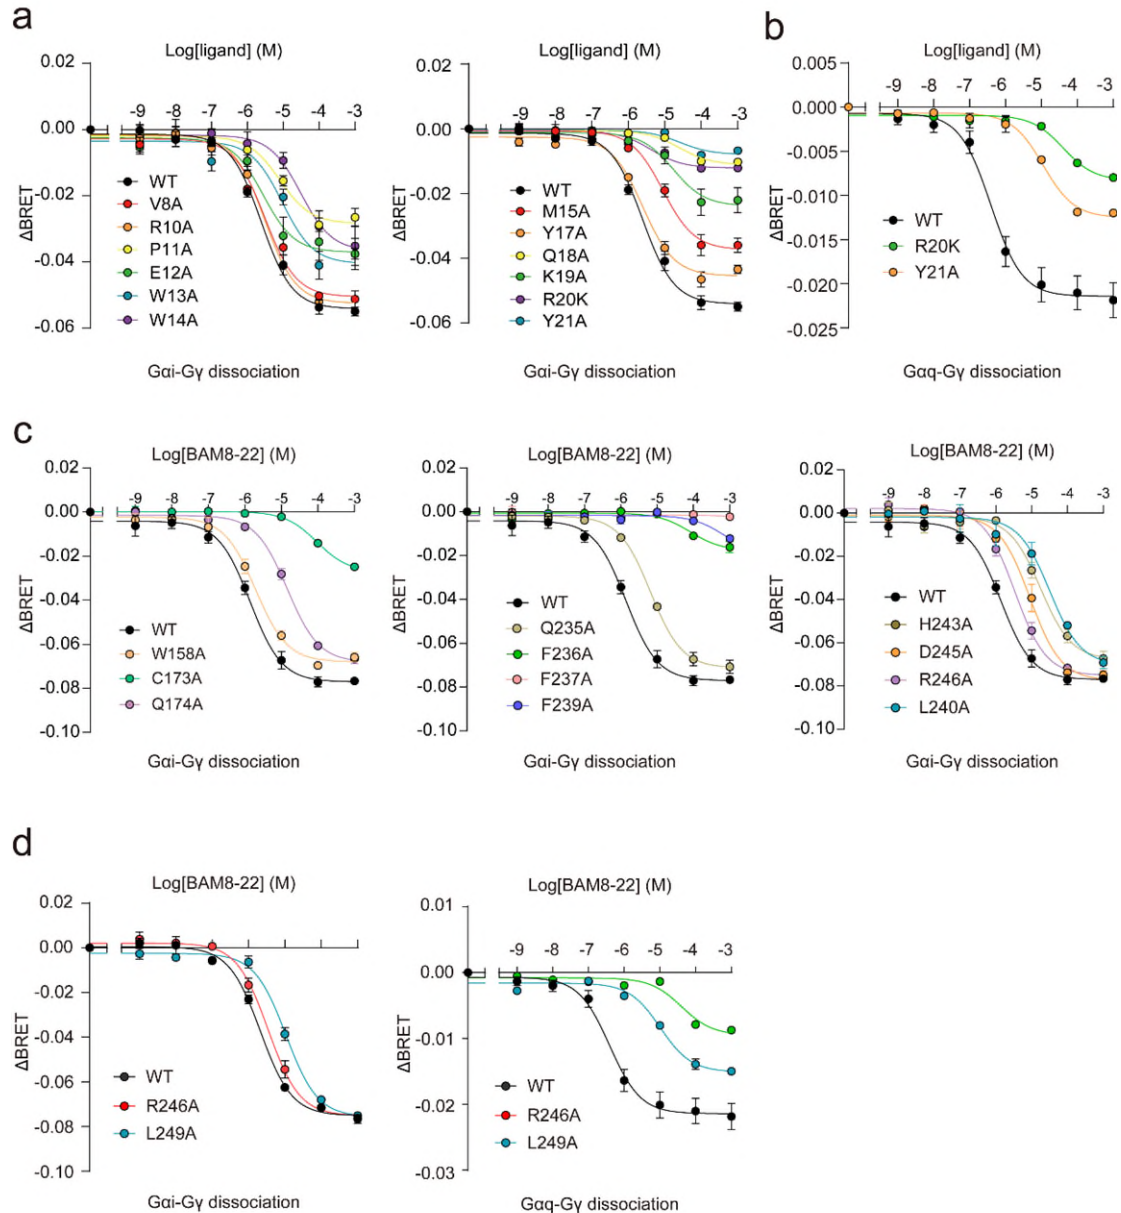 a
Log[ligand] (M)
0.02
-9 -8 -7 -6 -5 -4 -3
0.00
-0.02
-0.04
-0.06
ΔBRET
WT
V8A
R10A
P11A
E12A
W13A
W14A
Gαi-Gγ dissociation
Log[ligand] (M)
0.02
-9 -8 -7 -6 -5 -4 -3
0.00
-0.02
-0.04
-0.06
ΔBRET
WT
M15A
Y17A
Q18A
K19A
R20K
Y21A
Gαi-Gγ dissociation
b
Log[ligand] (M)
0.005
-9 -8 -7 -6 -5 -4 -3
0.000
-0.005
-0.010
-0.015
-0.020
-0.025
ΔBRET
WT
R20K
Y21A
Gαq-Gγ dissociation
c
Log[BAM8-22] (M)
0.02
-9 -8 -7 -6 -5 -4 -3
0.00
-0.02
-0.04
-0.06
-0.08
-0.10
ΔBRET
WT
W158A
C173A
Q174A
Gαi-Gγ dissociation
Log[BAM8-22] (M)
0.02
-9 -8 -7 -6 -5 -4 -3
0.00
-0.02
-0.04
-0.06
-0.08
-0.10
ΔBRET
WT
Q235A
F236A
F237A
F239A
Gαi-Gγ dissociation
Log[BAM8-22] (M)
0.02
-9 -8 -7 -6 -5 -4 -3
0.00
-0.02
-0.04
-0.06
-0.08
-0.10
ΔBRET
WT
H243A
D245A
R246A
L240A
Gαi-Gγ dissociation
d
Log[BAM8-22] (M)
0.02
-9 -8 -7 -6 -5 -4 -3
0.00
-0.02
-0.04
-0.06
-0.08
-0.10
ΔBRET
WT
R246A
L249A
Gαi-Gγ dissociation
Log[BAM8-22] (M)
0.01
-9 -8 -7 -6 -5 -4 -3
0.00
-0.01
-0.02
-0.03
ΔBRET
WT
R246A
L249A
Gαq-Gγ dissociation